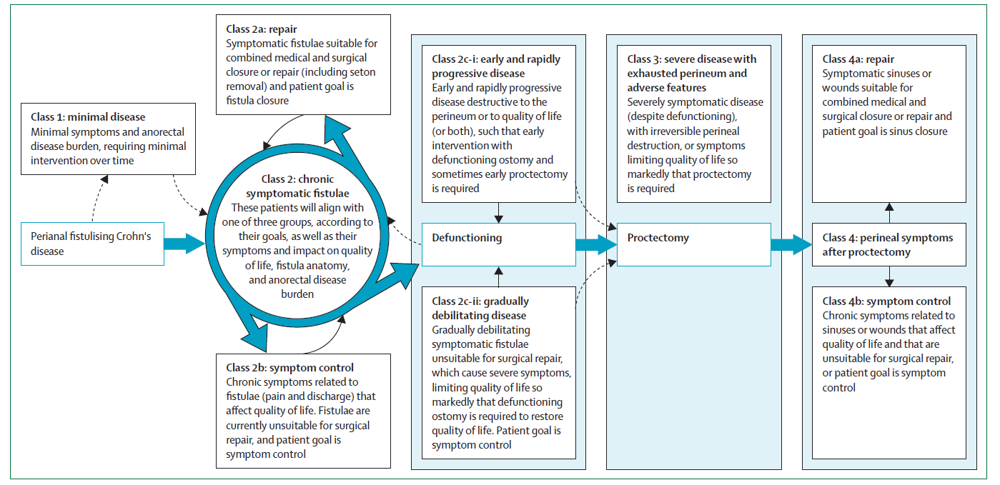 Class 2a: repair
Symptomatic fistulae suitable for
combined medical and surgical
closure or repair (including seton
removal) and patient goal is
fistula closure
Class 1: minimal disease
Minimal symptoms and anorectal
disease burden, requiring minimal
intervention over time
Perianal fistulising Crohn's
disease
Class 2: chronic
symptomatic fistulae
These patients will align with
one of three groups, according to
their goals, as well as their
symptoms and impact on quality
of life, fistula anatomy,
and anorectal disease
burden
Class 2b: symptom control
Chronic symptoms related to
fistulae (pain and discharge) that
affect quality of life. Fistulae are
currently unsuitable for surgical
repair, and patient goal is
symptom control
Class 2c-i: early and rapidly
progressive disease
Early and rapidly progressive
disease destructive to the
perineum or to quality of life
(or both), such that early
intervention with
defunctioning ostomy and
sometimes early proctectomy
is required
Defunctioning
Class 2c-ii: gradually
debilitating disease
Gradually debilitating
symptomatic fistulae
unsuitable for surgical repair,
which cause severe symptoms,
limiting quality of life so
markedly that defunctioning
ostomy is required to restore
quality of life. Patient goal is
symptom control
Class 3: severe disease with
exhausted perineum and
adverse features
Severely symptomatic disease
(despite defunctioning),
with irreversible perineal
destruction, or symptoms
limiting quality of life so
markedly that proctectomy
is required
Proctectomy
Class 4a: repair
Symptomatic sinuses or
wounds suitable for
combined medical and
surgical closure or repair and
patient goal is sinus closure
Class 4: perineal symptoms
after proctectomy
Class 4b: symptom control
Chronic symptoms related to
sinuses or wounds that affect
quality of life and that are
unsuitable for surgical repair,
or patient goal is symptom
control